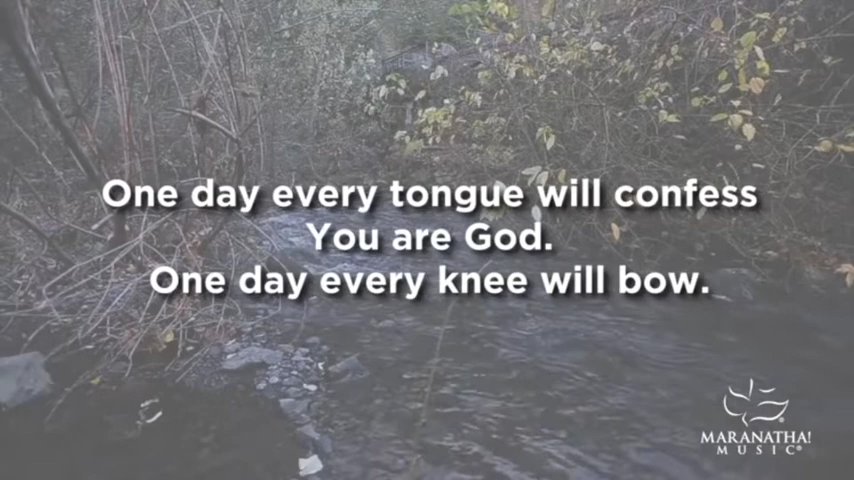 One day every tongue will confess
You are God.
One day every knee will bow.
MARANATHA!
MUSIC®